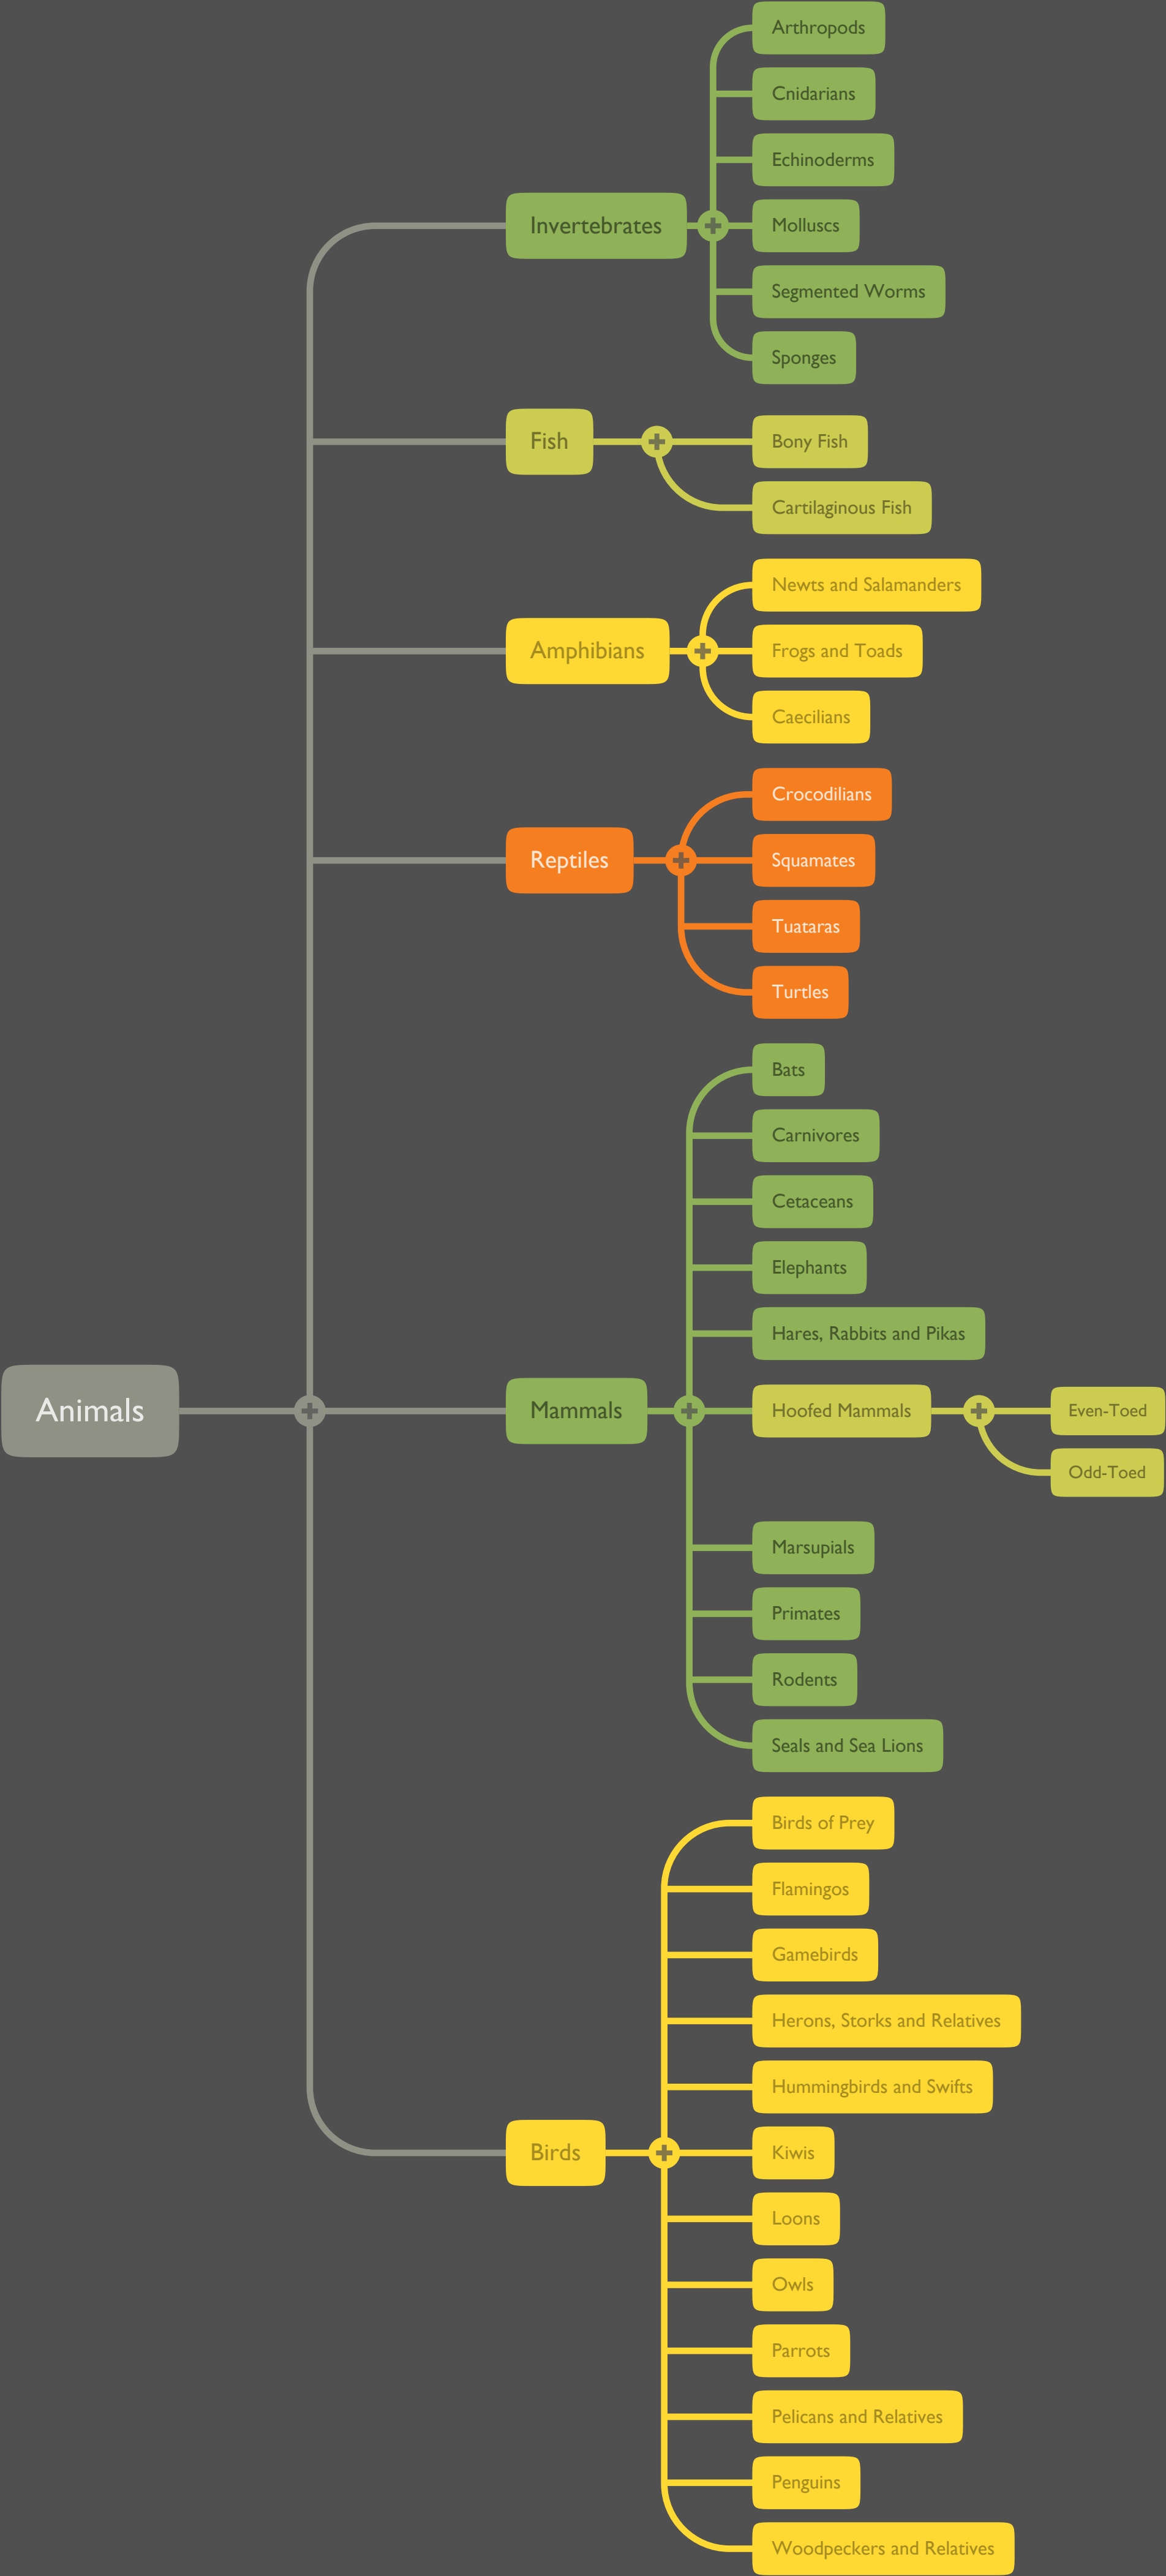 Animals
Invertebrates
Arthropods
Cnidarians
Echinoderms
Molluscs
Segmented Worms
Sponges
Fish
Bony Fish
Cartilaginous Fish
Amphibians
Newts and Salamanders
Frogs and Toads
Caecilians
Reptiles
Crocodilians
Squamates
Tuataras
Turtles
Mammals
Bats
Carnivores
Cetaceans
Elephants
Hares, Rabbits and Pikas
Hoofed Mammals
Even-Toed
Odd-Toed
Marsupials
Primates
Rodents
Seals and Sea Lions
Birds
Birds of Prey
Flamingos
Gamebirds
Herons, Storks and Relatives
Hummingbirds and Swifts
Kiwis
Loons
Owls
Parrots
Pelicans and Relatives
Penguins
Woodpeckers and Relatives